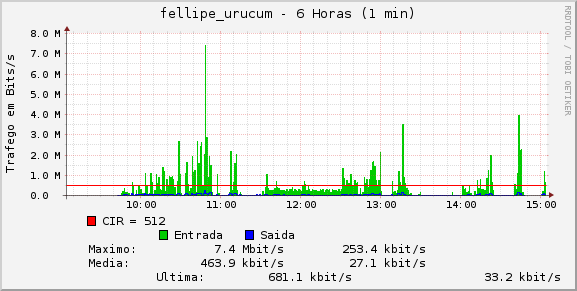 fellipe_urucum - 6 Horas (1 min)
RRDTOOL / TOBI OETIKER
Trafego em Bits/s
8.0 M
7.0 M
6.0 M
5.0 M
4.0 M
3.0 M
2.0 M
1.0 M
0.0
10:00 11:00 12:00 13:00 14:00 15:00
CIR = 512
Entrada Saida
Maximo: 7.4 Mbit/s 253.4 kbit/s
Media: 463.9 kbit/s 27.1 kbit/s
Ultima: 681.1 kbit/s 33.2 kbit/s